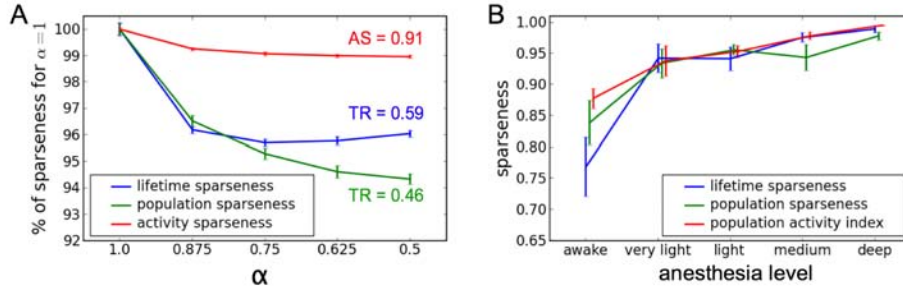 A
% of sparseness for α = 1
100
99
98
97
96
95
94
93
92
AS = 0.91
TR = 0.59
TR = 0.46
lifetime sparseness
population sparseness
activity sparseness
1.0
0.875
0.75
0.625
0.5
α
B
sparseness
1.00
0.95
0.90
0.85
0.80
0.75
0.70
0.65
lifetime sparseness
population sparseness
population activity index
awake
very light
light
medium
deep
anesthesia level